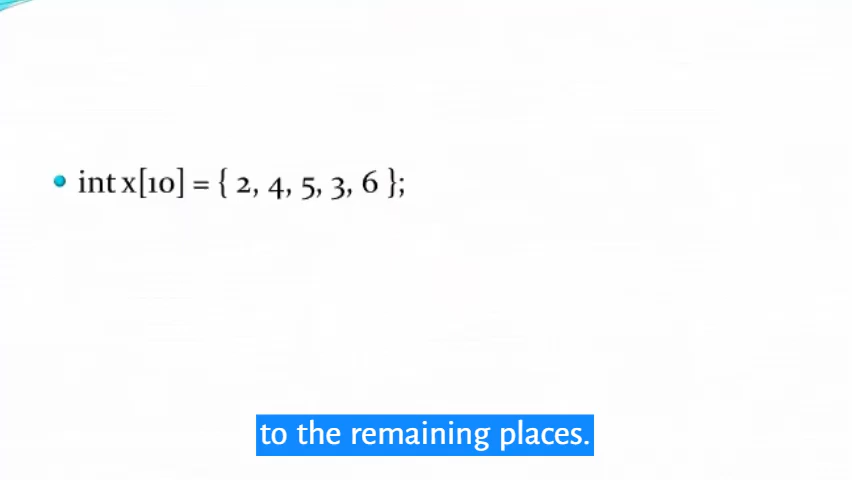 int x[10] = { 2, 4, 5, 3, 6 };
to the remaining places.